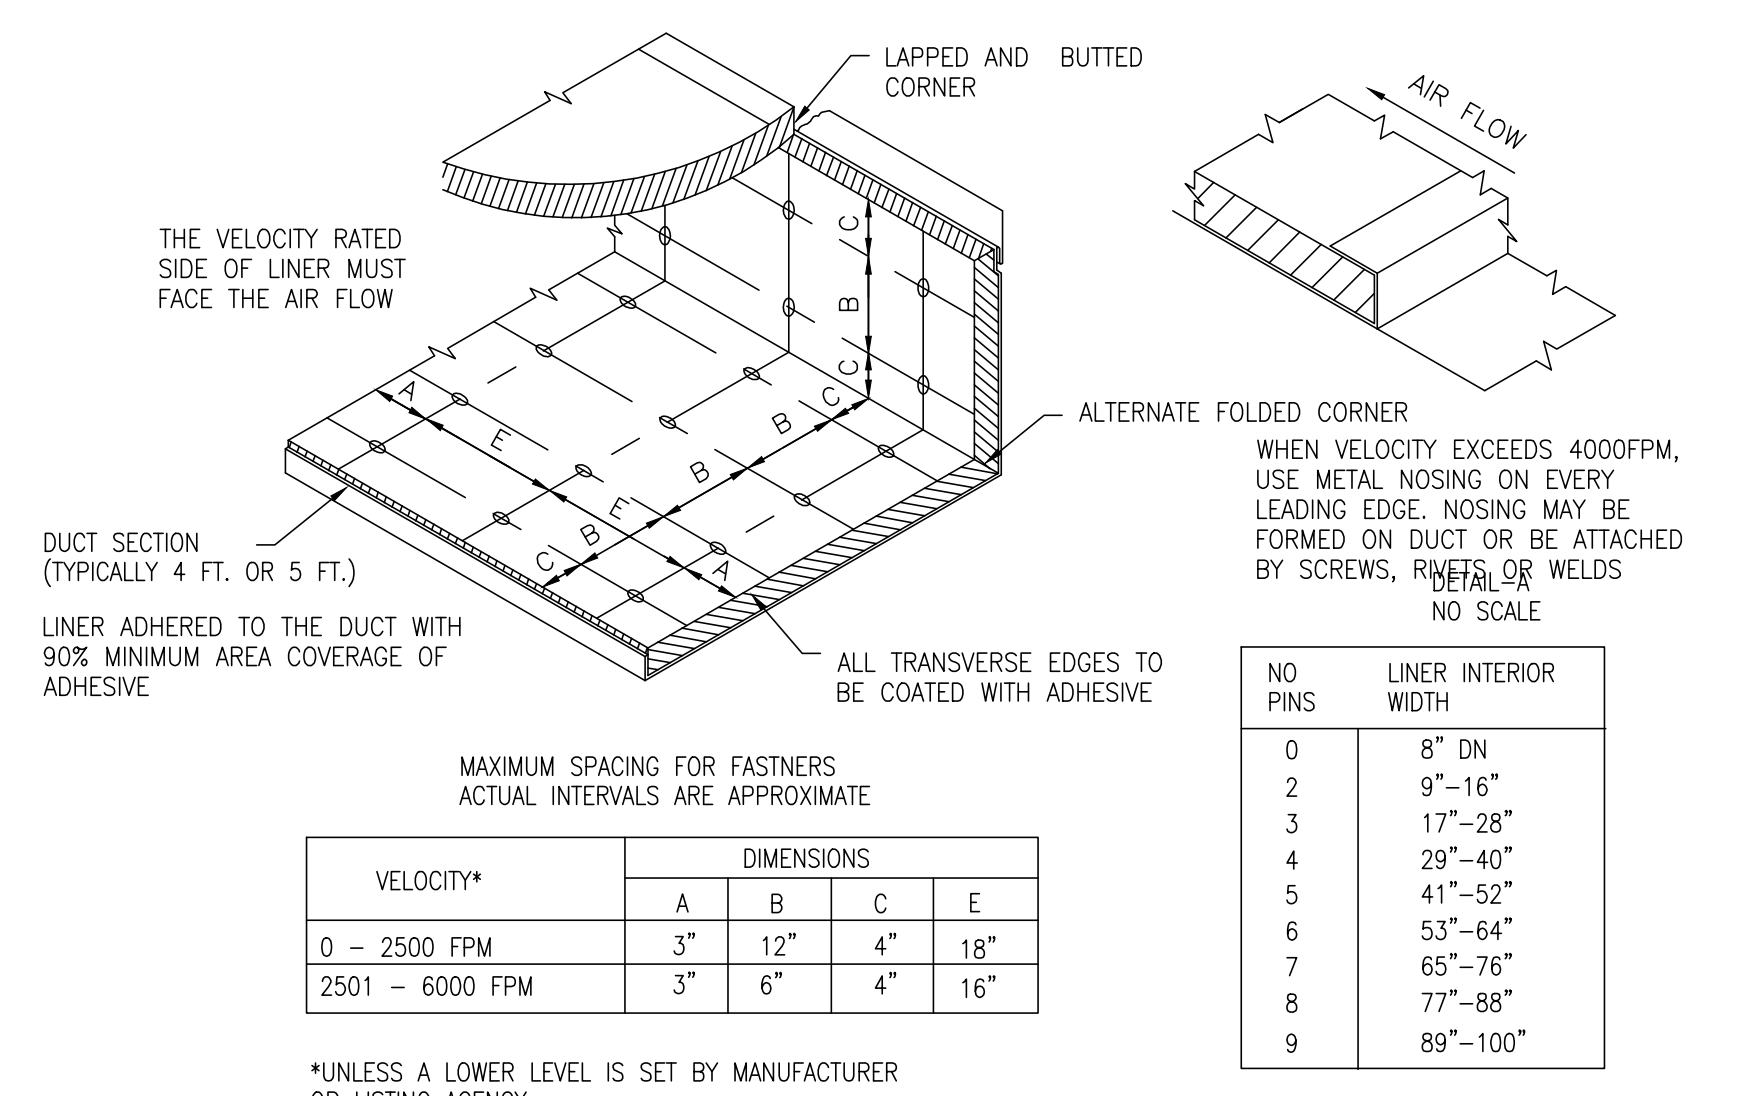 LAPPED AND BUTTED
CORNER
AIR FLOW
THE VELOCITY RATED
SIDE OF LINER MUST
FACE THE AIR FLOW
C
B
C
A
E
C
B
B
E
B
C
A
ALTERNATE FOLDED CORNER
WHEN VELOCITY EXCEEDS 4000FPM,
USE METAL NOSING ON EVERY
LEADING EDGE. NOSING MAY BE
FORMED ON DUCT OR BE ATTACHED
BY SCREWS, RIVETS OR WELDS
DETAIL-A
NO SCALE
DUCT SECTION
(TYPICALLY 4 FT. OR 5 FT.)
LINER ADHERED TO THE DUCT WITH
90% MINIMUM AREA COVERAGE OF
ADHESIVE
ALL TRANSVERSE EDGES TO
BE COATED WITH ADHESIVE
MAXIMUM SPACING FOR FASTNERS
ACTUAL INTERVALS ARE APPROXIMATE
VELOCITY* DIMENSIONS
A B C E
0 – 2500 FPM 3” 12” 4” 18”
2501 – 6000 FPM 3” 6” 4” 16”
*UNLESS A LOWER LEVEL IS SET BY MANUFACTURER
OR LISTING AGENCY
NO LINER INTERIOR
PINS WIDTH
0 8” DN
2 9”–16”
3 17”–28”
4 29”–40”
5 41”–52”
6 53”–64”
7 65”–76”
8 77”–88”
9 89”–100”